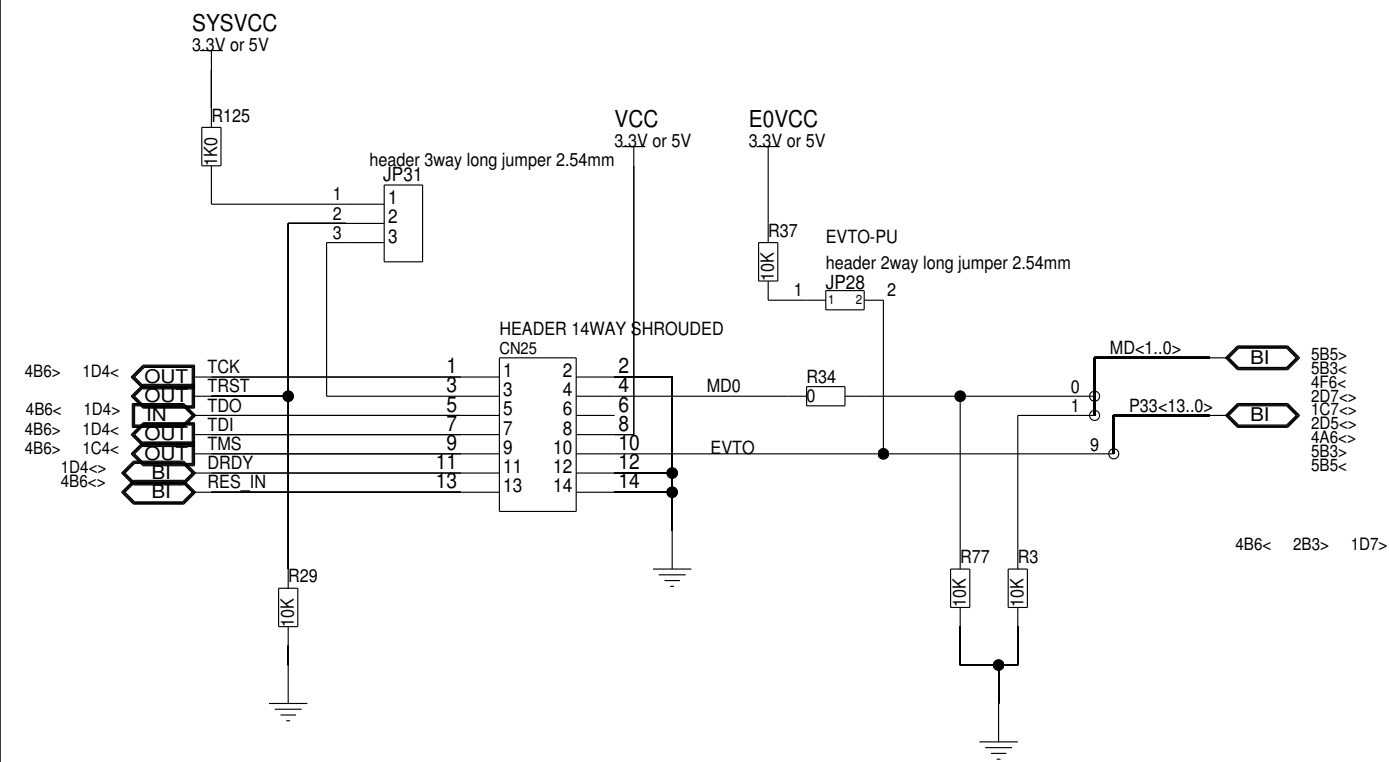 SYSVCC
3.3V or 5V
R125
1K0
VCC
3.3V or 5V
E0VCC
3.3V or 5V
header 3way long jumper 2.54mm
JP31
1 1
2 2
3 3
R37
10K
EVTO-PU
header 2way long jumper 2.54mm
JP28
1 1 2 2
HEADER 14WAY SHROUDED
CN25
4B6> 1D4< OUT TCK 1 1 2 2
OUT TRST 3 3 4 4 MD0
4B6< 1D4> IN TDO 5 5 6 6
4B6> 1D4< OUT TDI 7 7 8 8
4B6> 1C4< OUT TMS 9 9 10 10 EVTO
1D4<> BI DRDY 11 11 12 12
4B6<> BI RES_IN 13 13 14 14
R34
0
MD<1..0> BI
0
1
P33<13..0> BI
9
5B5>
5B3<
4F6<
2D7<>
1C7<>
2D5<>
4A6<>
5B3>
5B5<
4B6< 2B3> 1D7>
R29
10K
R77
10K
R3
10K